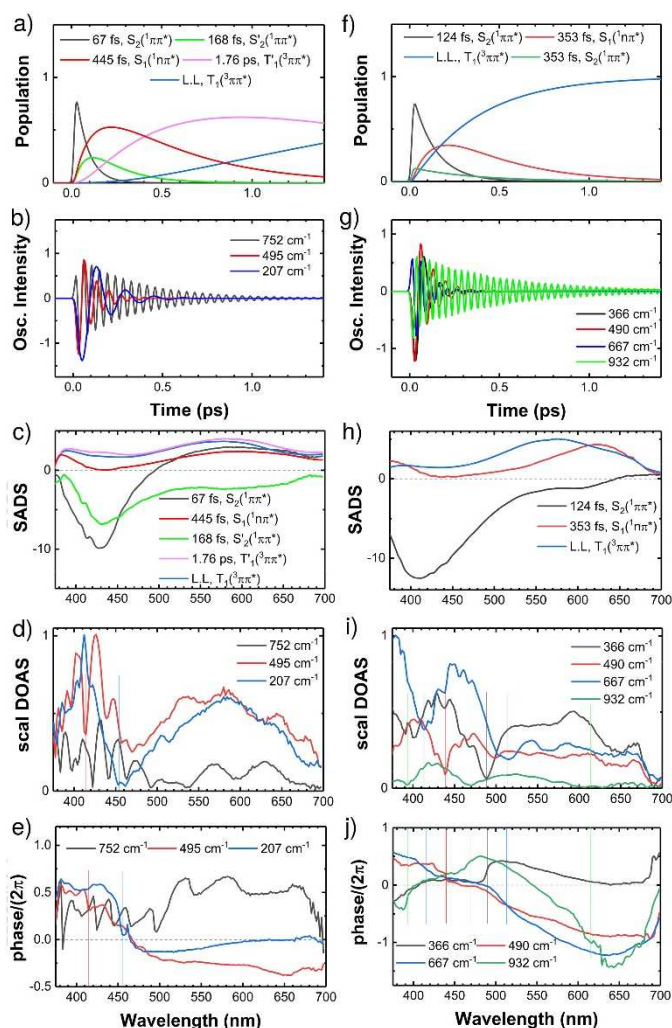 a)
67 fs, S₂(¹ππ*) 168 fs, S'₂(¹ππ*)
445 fs, S₁(¹nπ*) 1.76 ps, T'₁(³ππ*)
L.L, T₁(³ππ*)
Population
1
0
0.0 0.5 1.0
b)
752 cm⁻¹
495 cm⁻¹
207 cm⁻¹
Osc. Intensity
1
0
-1
0.0 0.5 1.0
Time (ps)
c)
SADS
0
-10
67 fs, S₂(¹ππ*)
445 fs, S₁(¹nπ*)
168 fs, S'₂(¹ππ*)
1.76 ps, T'₁(³ππ*)
L.L, T₁(³ππ*)
400 450 500 550 600 650 700
d)
752 cm⁻¹
495 cm⁻¹
207 cm⁻¹
scal DOAS
1
0
400 450 500 550 600 650 700
e)
752 cm⁻¹ 495 cm⁻¹ 207 cm⁻¹
phase/(2π)
0.5
0.0
-0.5
400 450 500 550 600 650 700
Wavelength (nm)
f)
124 fs, S₂(¹ππ*) 353 fs, S₁(¹nπ*)
L.L., T₁(³ππ*) 353 fs, S₂(¹ππ*)
Population
1
0
0.0 0.5 1.0
g)
Osc. Intensity
1
0
-1
366 cm⁻¹
490 cm⁻¹
667 cm⁻¹
932 cm⁻¹
0.0 0.5 1.0
Time (ps)
h)
SADS
0
-10
124 fs, S₂(¹ππ*)
353 fs, S₁(¹nπ*)
L.L, T₁(³ππ*)
400 450 500 550 600 650 700
i)
366 cm⁻¹
490 cm⁻¹
667 cm⁻¹
932 cm⁻¹
scal DOAS
1
0
400 450 500 550 600 650 700
j)
phase/(2π)
1
0
-1
366 cm⁻¹ 490 cm⁻¹
667 cm⁻¹ 932 cm⁻¹
400 450 500 550 600 650 700
Wavelength (nm)